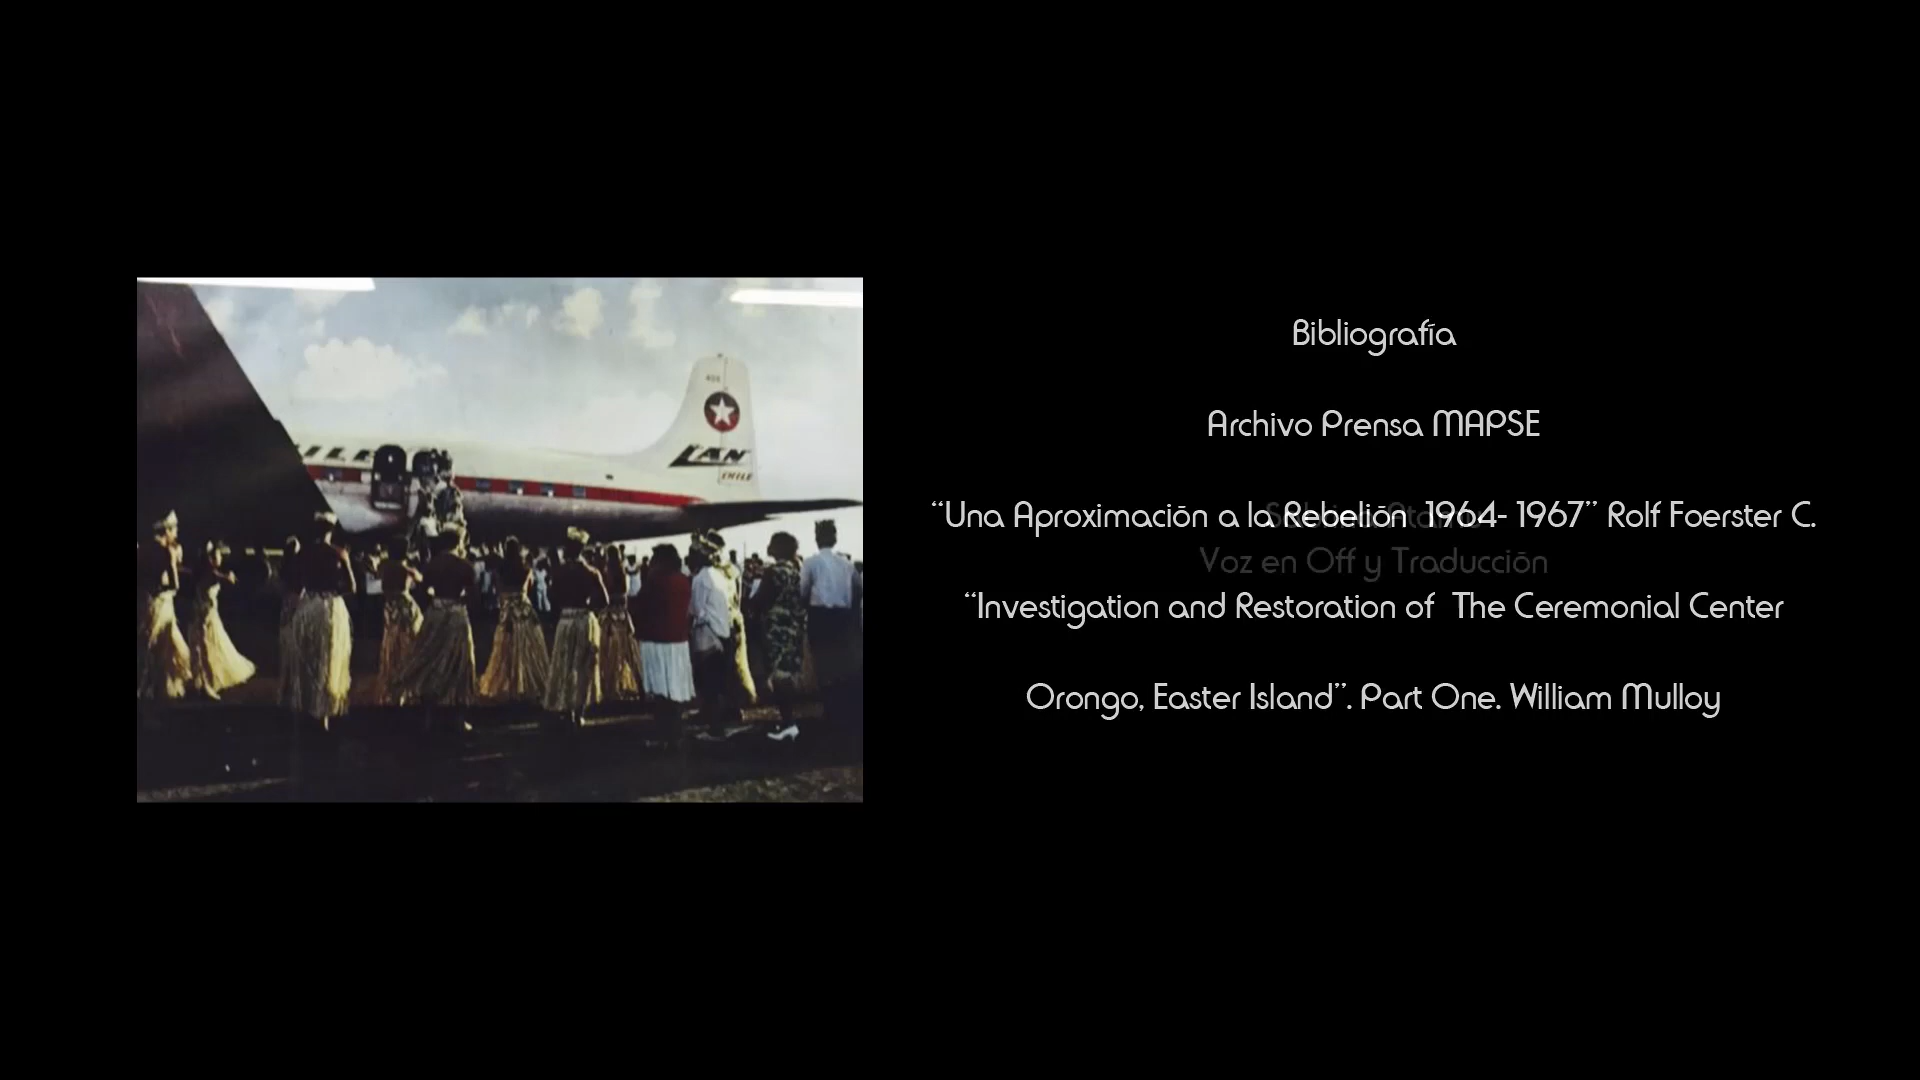 405
LAN
CHILE
Bibliografía
Archivo Prensa MAPSE
“Una Aproximación a la Rebelión 1964- 1967” Rolf Foerster C.
Voz en Off y Traducción
“Investigation and Restoration of The Ceremonial Center
Orongo, Easter Island”. Part One. William Mulloy